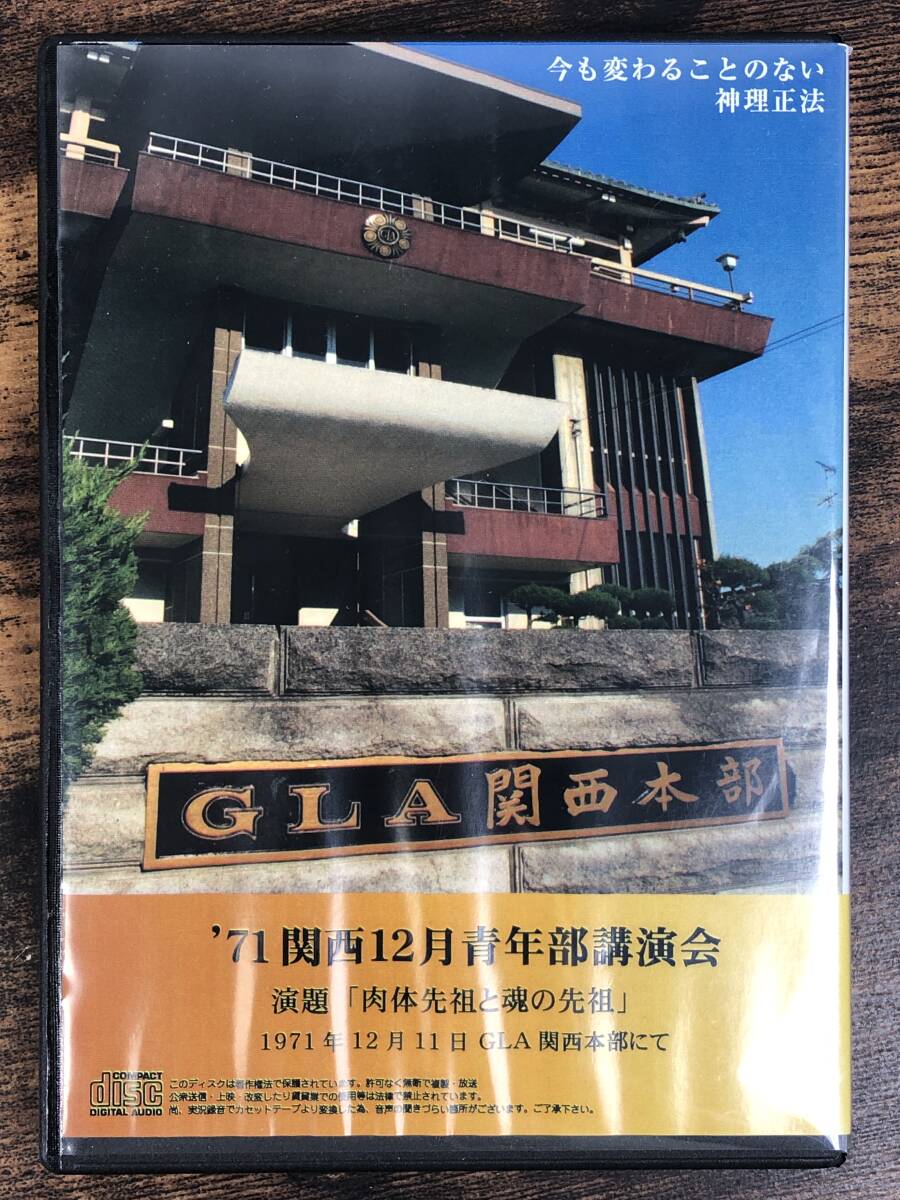 今も変わることのない
神理正法
GLA
GLA関西本部
’71関西12月青年部講演会
演題「肉体先祖と魂の先祖」
1971年12月11日 GLA関西本部にて
COMPACT
disc
DIGITAL AUDIO
このディスクは著作権法で保護されています。許可なく無断で複製・放送
公衆送信・上映・改変したり賃貸業での使用等は法律で禁止されています。
尚、実況録音でカセットテープより変換した為、音声の聞きづらい箇所がございます。ご了承下さい。